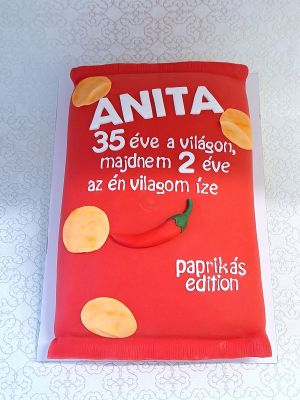 ANITA
35 éve a világon,
majdnem 2 éve
az én vilagom íze
paprikás
edition